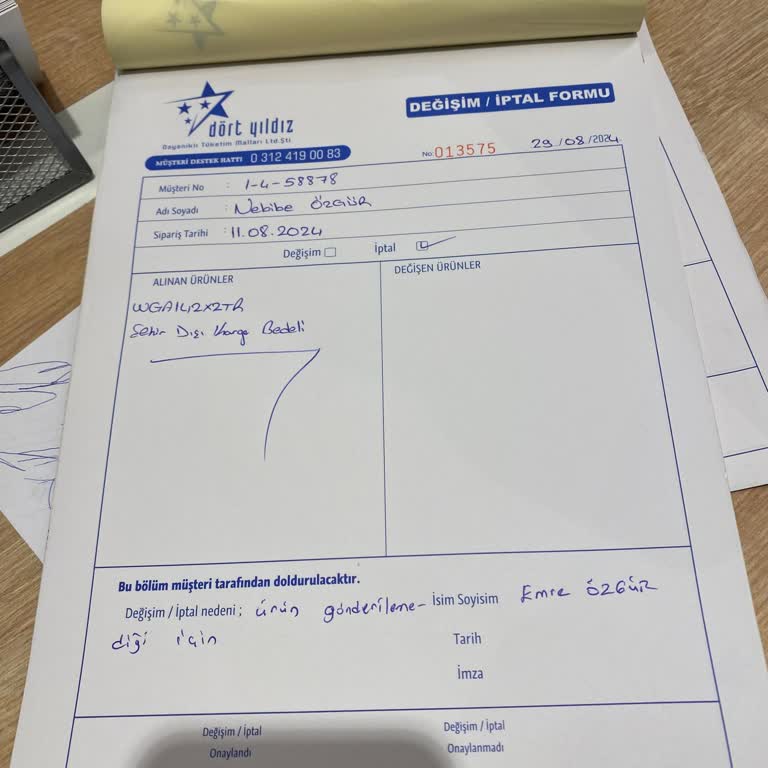 dört yıldız
Dayanıklı Tüketim Malları Ltd.Şti
MÜŞTERİ DESTEK HATTI 0 312 419 00 83
DEĞİŞİM / İPTAL FORMU
No: 013575 29/08/2024
Müşteri No : 1-4-58878
Adı Soyadı : Nebibe ÖZGÜR
Sipariş Tarihi : 11.08.2024
Değişim İptal
ALINAN ÜRÜNLER
DEĞİŞEN ÜRÜNLER
WGA142X2TR
Şehir Dışı Kargo Bedeli
Bu bölüm müşteri tarafından doldurulacaktır.
Değişim / İptal nedeni ; ürün gönderileme-
diği için
İsim Soyisim Emre ÖZGÜR
Tarih
İmza
Değişim / İptal
Onaylandı
Değişim / İptal
Onaylanmadı